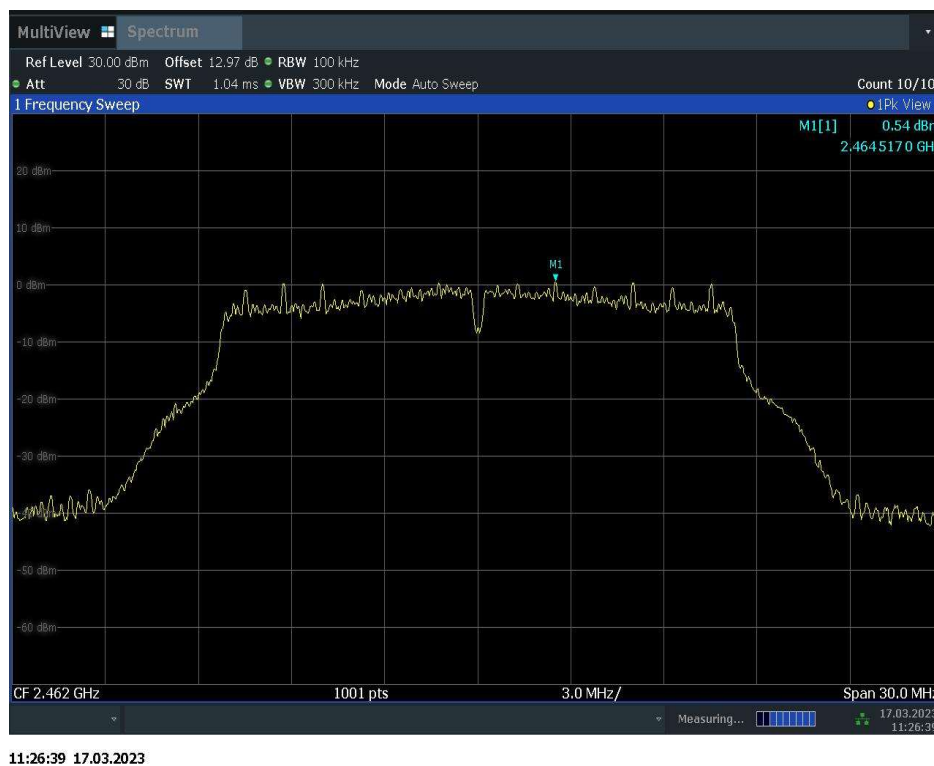 MultiView Spectrum
Ref Level 30.00 dBm Offset 12.97 dB RBW 100 kHz
Att 30 dB SWT 1.04 ms VBW 300 kHz Mode Auto Sweep Count 10/10
1 Frequency Sweep 1Pk View
M1[1] 0.54 dBr
2.4645170 GH
20 dBm
10 dBm
M1
0 dBm
-10 dBm
-20 dBm
-30 dBm
-50 dBm
-60 dBm
CF 2.462 GHz 1001 pts 3.0 MHz/ Span 30.0 MHz
Measuring... 17.03.2023
11:26:39
11:26:39 17.03.2023